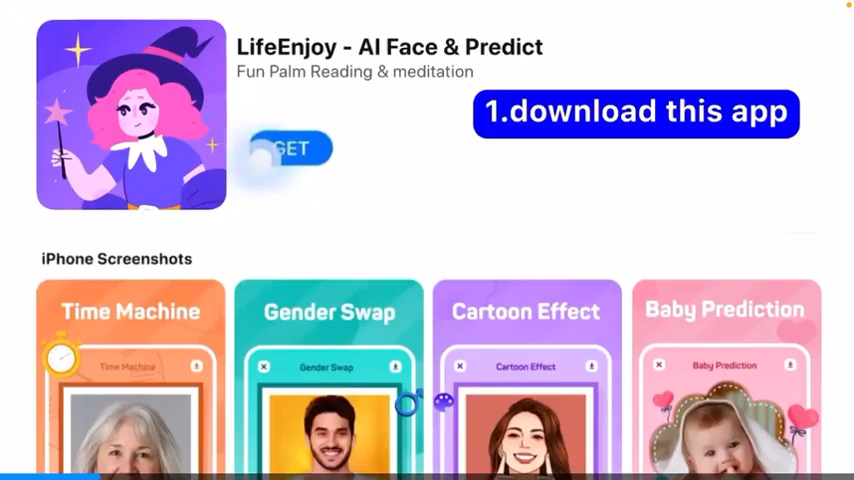 LifeEnjoy - AI Face & Predict
Fun Palm Reading & meditation
1.download this app
GET
iPhone Screenshots
Time Machine
Gender Swap
Cartoon Effect
Baby Prediction
Time Machine
Gender Swap
Cartoon Effect
Baby Prediction